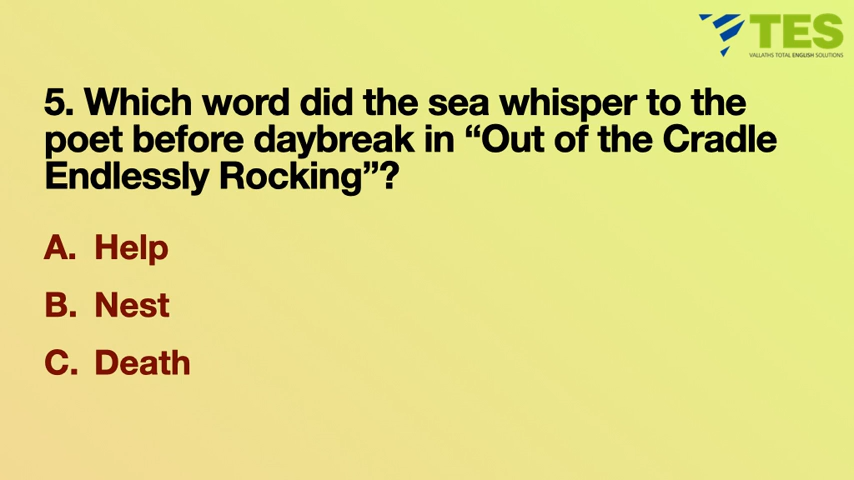 TES
VALLATHS TOTAL ENGLISH SOLUTIONS
5. Which word did the sea whisper to the
poet before daybreak in “Out of the Cradle
Endlessly Rocking”?
A. Help
B. Nest
C. Death